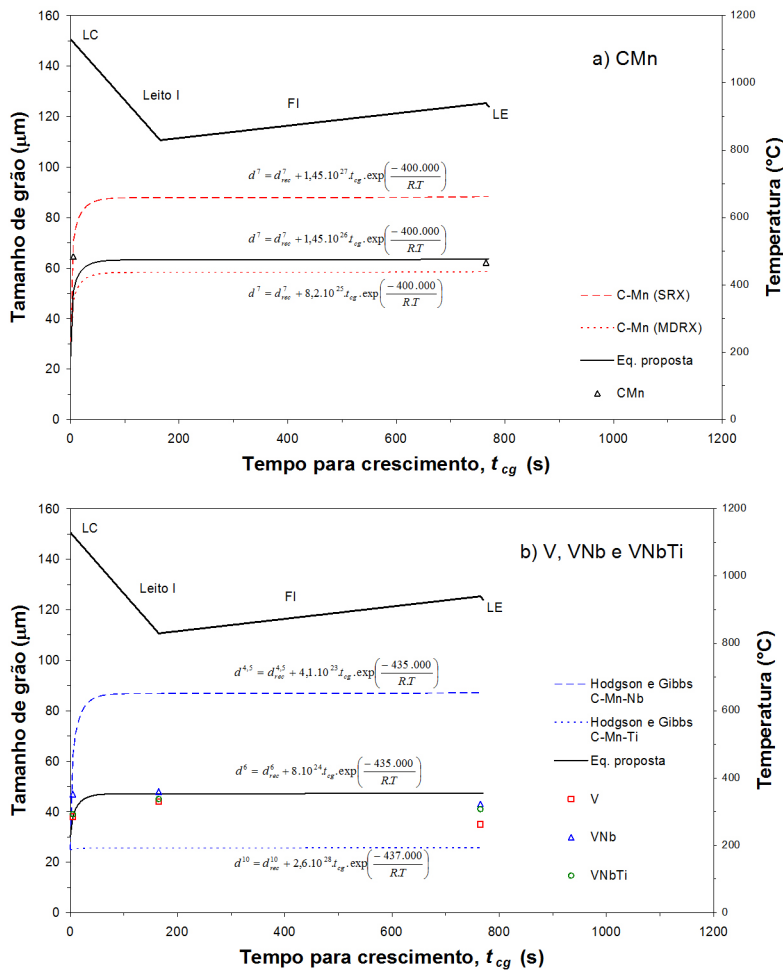 160
140
120
100
80
60
40
20
0
Tamanho de grão (µm)
LC
Leito I
FI
LE
a) CMn
d^7 = d_rec^7 + 1,45.10^27.t_cg.exp(-400.000/R.T)
d^7 = d_rec^7 + 1,45.10^26.t_cg.exp(-400.000/R.T)
d^7 = d_rec^7 + 8,2.10^25.t_cg.exp(-400.000/R.T)
C-Mn (SRX)
C-Mn (MDRX)
Eq. proposta
CMn
1200
1000
800
600
400
200
0
Temperatura (°C)
0 200 400 600 800 1000 1200
Tempo para crescimento, t_cg (s)
160
140
120
100
80
60
40
20
0
Tamanho de grão (µm)
LC
Leito I
FI
LE
b) V, VNb e VNbTi
d^4,5 = d_rec^4,5 + 4,1.10^23.t_cg.exp(-435.000/R.T)
d^6 = d_rec^6 + 8.10^24.t_cg.exp(-435.000/R.T)
d^10 = d_rec^10 + 2,6.10^28.t_cg.exp(-437.000/R.T)
Hodgson e Gibbs
C-Mn-Nb
Hodgson e Gibbs
C-Mn-Ti
Eq. proposta
V
VNb
VNbTi
1200
1000
800
600
400
200
0
Temperatura (°C)
0 200 400 600 800 1000 1200
Tempo para crescimento, t_cg (s)